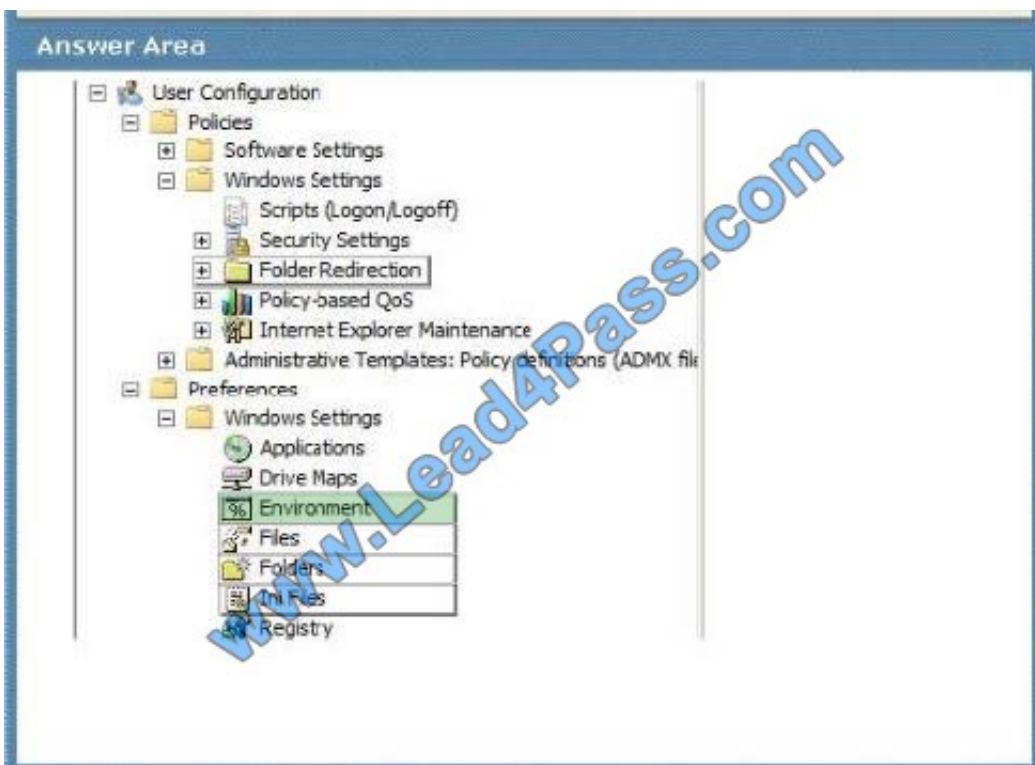 Answer Area
User Configuration
Policies
Software Settings
Windows Settings
Scripts (Logon/Logoff)
Security Settings
Folder Redirection
Policy-based QoS
Internet Explorer Maintenance
Administrative Templates: Policy definitions (ADMX file
Preferences
Windows Settings
Applications
Drive Maps
Environment
Files
Folders
Ini Files
Registry
www.Lead4Pass.com